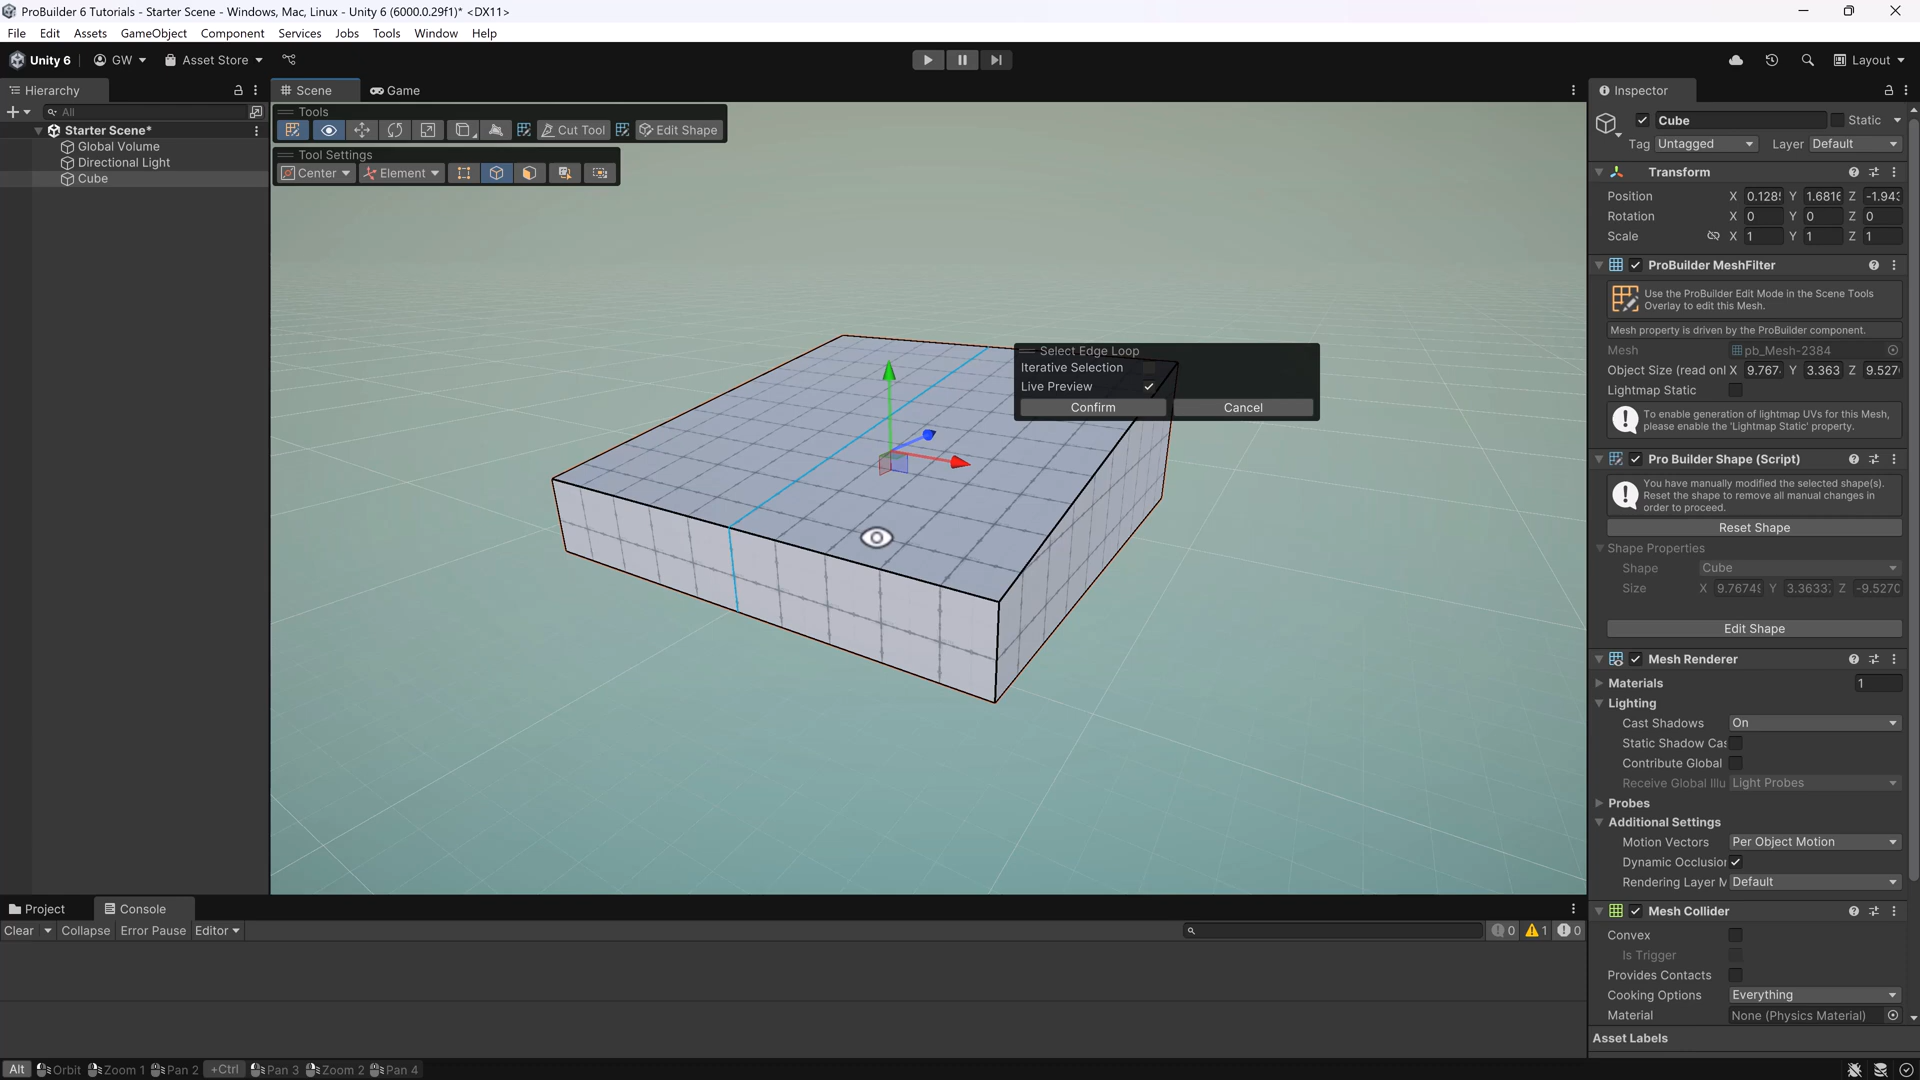 ProBuilder 6 Tutorials - Starter Scene - Windows, Mac, Linux - Unity 6 (6000.0.29f1)* <DX11>
File Edit Assets GameObject Component Services Jobs Tools Window Help
Unity 6 GW Asset Store Layout
Hierarchy
All
Starter Scene*
Global Volume
Directional Light
Cube
Scene Game
Tools
Cut Tool Edit Shape
Tool Settings
Center Element
Select Edge Loop
Iterative Selection
Live Preview
Confirm Cancel
Inspector
Cube Static
Tag Untagged Layer Default
Transform
Position X 0.128 Y 1.6816 Z -1.943
Rotation X 0 Y 0 Z 0
Scale X 1 Y 1 Z 1
ProBuilder MeshFilter
Use the ProBuilder Edit Mode in the Scene Tools
Overlay to edit this Mesh.
Mesh property is driven by the ProBuilder component.
Mesh pb_Mesh-2384
Object Size (read onl X 9.767 Y 3.363 Z 9.527
Lightmap Static
To enable generation of lightmap UVs for this Mesh,
please enable the 'Lightmap Static' property.
Pro Builder Shape (Script)
You have manually modified the selected shape(s).
Reset the shape to remove all manual changes in
order to proceed.
Reset Shape
Shape Properties
Shape Cube
Size X 9.7674 Y 3.3633 Z -9.5270
Edit Shape
Mesh Renderer
Materials 1
Lighting
Cast Shadows On
Static Shadow Cas
Contribute Global
Receive Global Illu Light Probes
Probes
Additional Settings
Motion Vectors Per Object Motion
Dynamic Occlusion
Rendering Layer M Default
Mesh Collider
Convex
Is Trigger
Provides Contacts
Cooking Options Everything
Material None (Physics Material)
Asset Labels
Project Console
Clear Collapse Error Pause Editor 0 1 0
Alt Orbit Zoom 1 Pan 2 +Ctrl Pan 3 Zoom 2 Pan 4